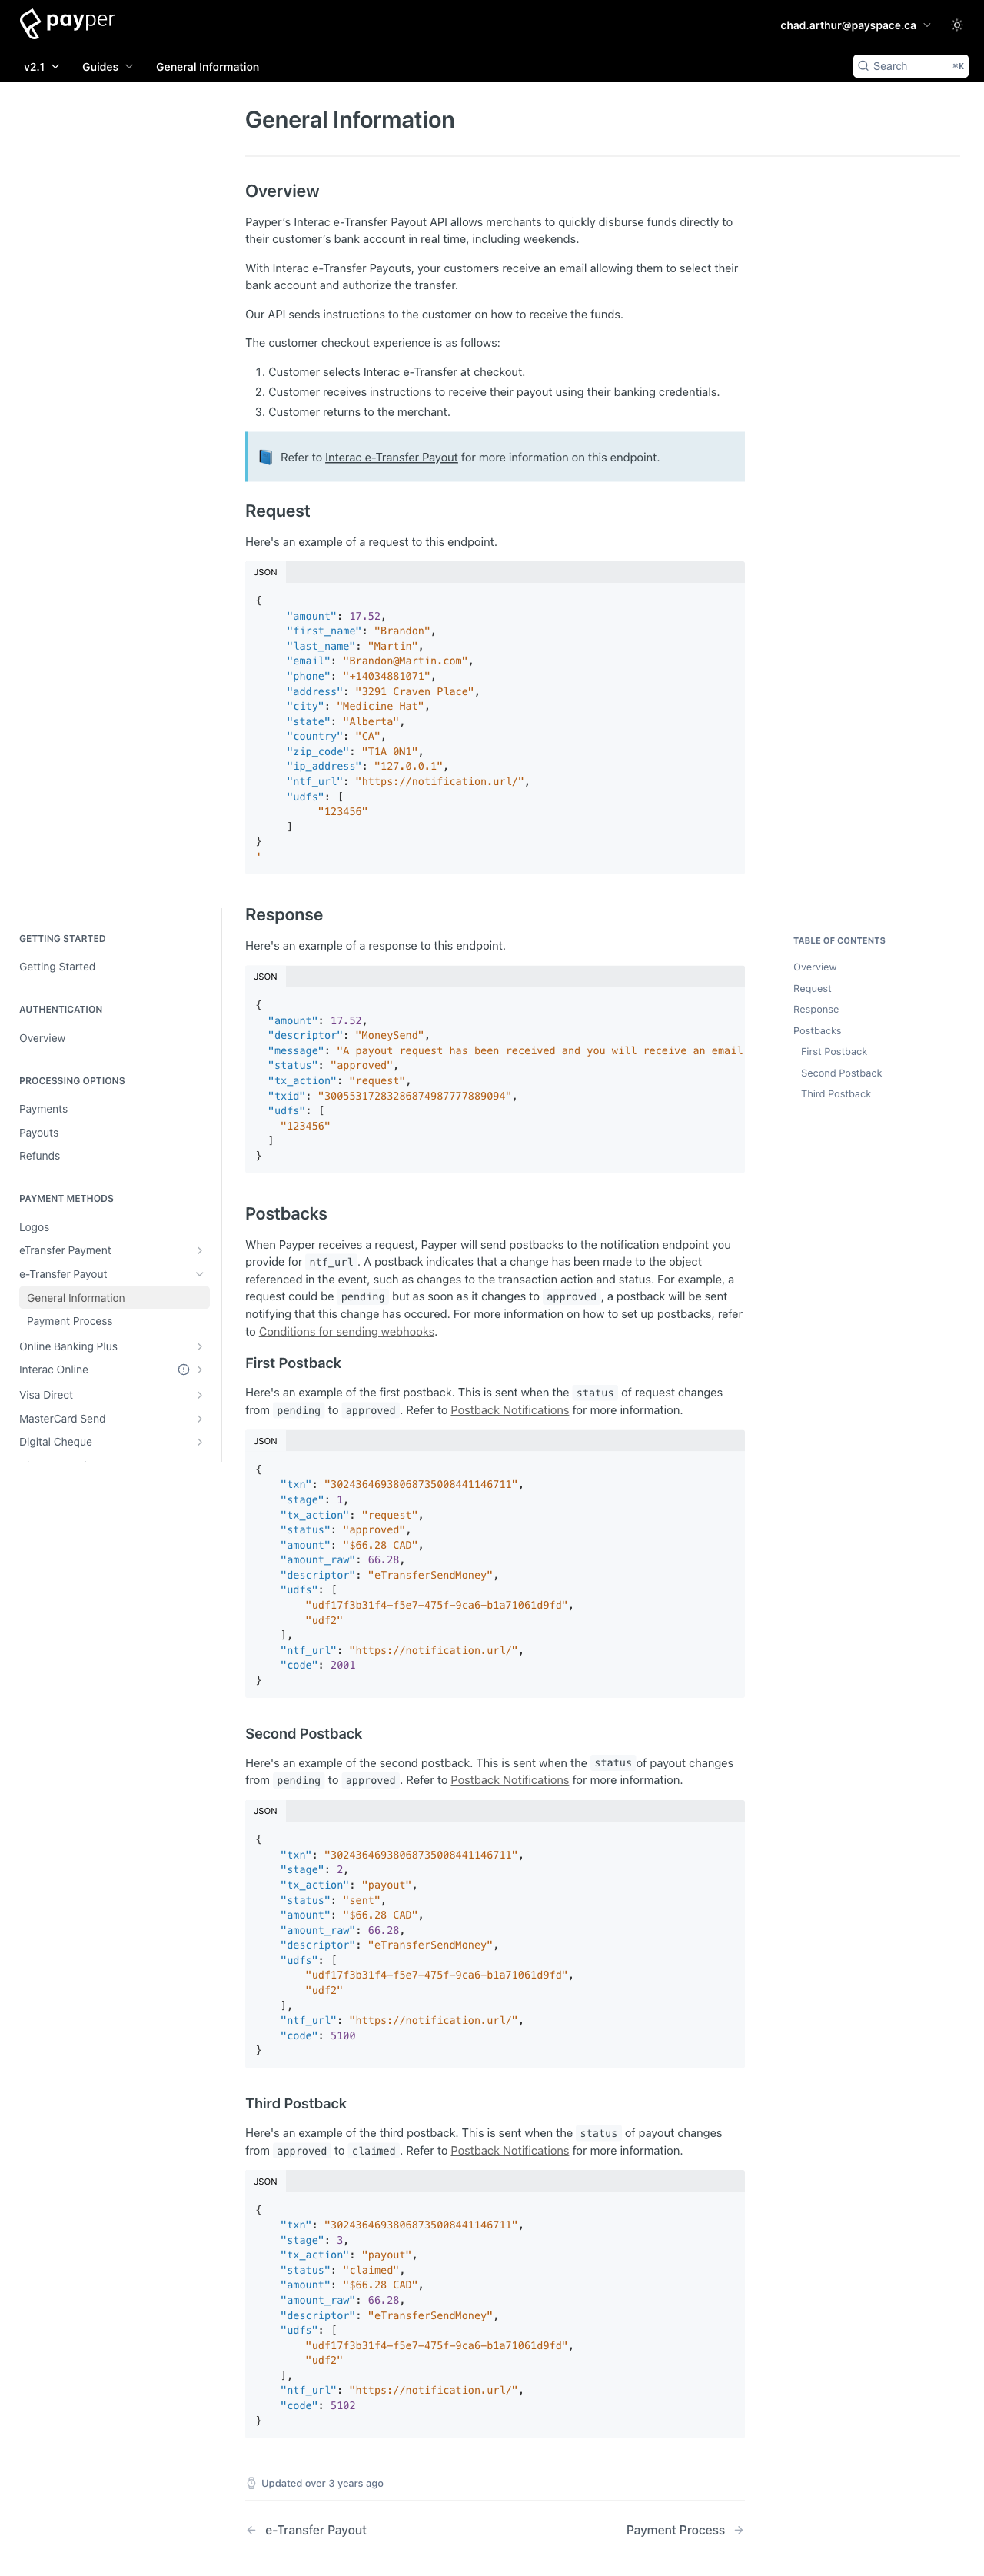 payper
chad.arthur@payspace.ca
v2.1
Guides
General Information
Search
⌘K
General Information
Overview
Payper’s Interac e-Transfer Payout API allows merchants to quickly disburse funds directly to
their customer’s bank account in real time, including weekends.
With Interac e-Transfer Payouts, your customers receive an email allowing them to select their
bank account and authorize the transfer.
Our API sends instructions to the customer on how to receive the funds.
The customer checkout experience is as follows:
1. Customer selects Interac e-Transfer at checkout.
2. Customer receives instructions to receive their payout using their banking credentials.
3. Customer returns to the merchant.
📘 Refer to Interac e-Transfer Payout for more information on this endpoint.
Request
Here's an example of a request to this endpoint.
JSON
{
"amount": 17.52,
"first_name": "Brandon",
"last_name": "Martin",
"email": "Brandon@Martin.com",
"phone": "+14034881071",
"address": "3291 Craven Place",
"city": "Medicine Hat",
"state": "Alberta",
"country": "CA",
"zip_code": "T1A 0N1",
"ip_address": "127.0.0.1",
"ntf_url": "https://notification.url/",
"udfs": [
"123456"
]
}
'
GETTING STARTED
Getting Started
AUTHENTICATION
Overview
PROCESSING OPTIONS
Payments
Payouts
Refunds
PAYMENT METHODS
Logos
eTransfer Payment
e-Transfer Payout
General Information
Payment Process
Online Banking Plus
Interac Online
Visa Direct
MasterCard Send
Digital Cheque
Response
Here's an example of a response to this endpoint.
JSON
{
"amount": 17.52,
"descriptor": "MoneySend",
"message": "A payout request has been received and you will receive an email
"status": "approved",
"tx_action": "request",
"txid": "30055317283286874987777889094",
"udfs": [
"123456"
]
}
TABLE OF CONTENTS
Overview
Request
Response
Postbacks
First Postback
Second Postback
Third Postback
Postbacks
When Payper receives a request, Payper will send postbacks to the notification endpoint you
provide for ntf_url. A postback indicates that a change has been made to the object
referenced in the event, such as changes to the transaction action and status. For example, a
request could be pending but as soon as it changes to approved, a postback will be sent
notifying that this change has occured. For more information on how to set up postbacks, refer
to Conditions for sending webhooks.
First Postback
Here's an example of the first postback. This is sent when the status of request changes
from pending to approved. Refer to Postback Notifications for more information.
JSON
{
"txn": "30243646938068735008441146711",
"stage": 1,
"tx_action": "request",
"status": "approved",
"amount": "$66.28 CAD",
"amount_raw": 66.28,
"descriptor": "eTransferSendMoney",
"udfs": [
"udf17f3b31f4-f5e7-475f-9ca6-b1a71061d9fd",
"udf2"
],
"ntf_url": "https://notification.url/",
"code": 2001
}
Second Postback
Here's an example of the second postback. This is sent when the status of payout changes
from pending to approved. Refer to Postback Notifications for more information.
JSON
{
"txn": "30243646938068735008441146711",
"stage": 2,
"tx_action": "payout",
"status": "sent",
"amount": "$66.28 CAD",
"amount_raw": 66.28,
"descriptor": "eTransferSendMoney",
"udfs": [
"udf17f3b31f4-f5e7-475f-9ca6-b1a71061d9fd",
"udf2"
],
"ntf_url": "https://notification.url/",
"code": 5100
}
Third Postback
Here's an example of the third postback. This is sent when the status of payout changes
from approved to claimed. Refer to Postback Notifications for more information.
JSON
{
"txn": "30243646938068735008441146711",
"stage": 3,
"tx_action": "payout",
"status": "claimed",
"amount": "$66.28 CAD",
"amount_raw": 66.28,
"descriptor": "eTransferSendMoney",
"udfs": [
"udf17f3b31f4-f5e7-475f-9ca6-b1a71061d9fd",
"udf2"
],
"ntf_url": "https://notification.url/",
"code": 5102
}
Updated over 3 years ago
← e-Transfer Payout
Payment Process →